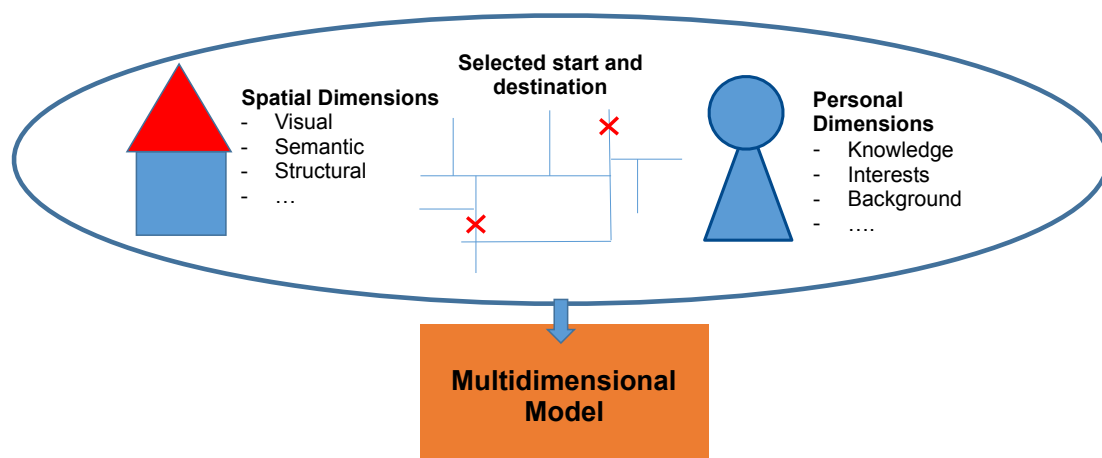 Selected start and
destination
Spatial Dimensions
- Visual
- Semantic
- Structural
- …
Personal
Dimensions
- Knowledge
- Interests
- Background
- ….
Multidimensional
Model